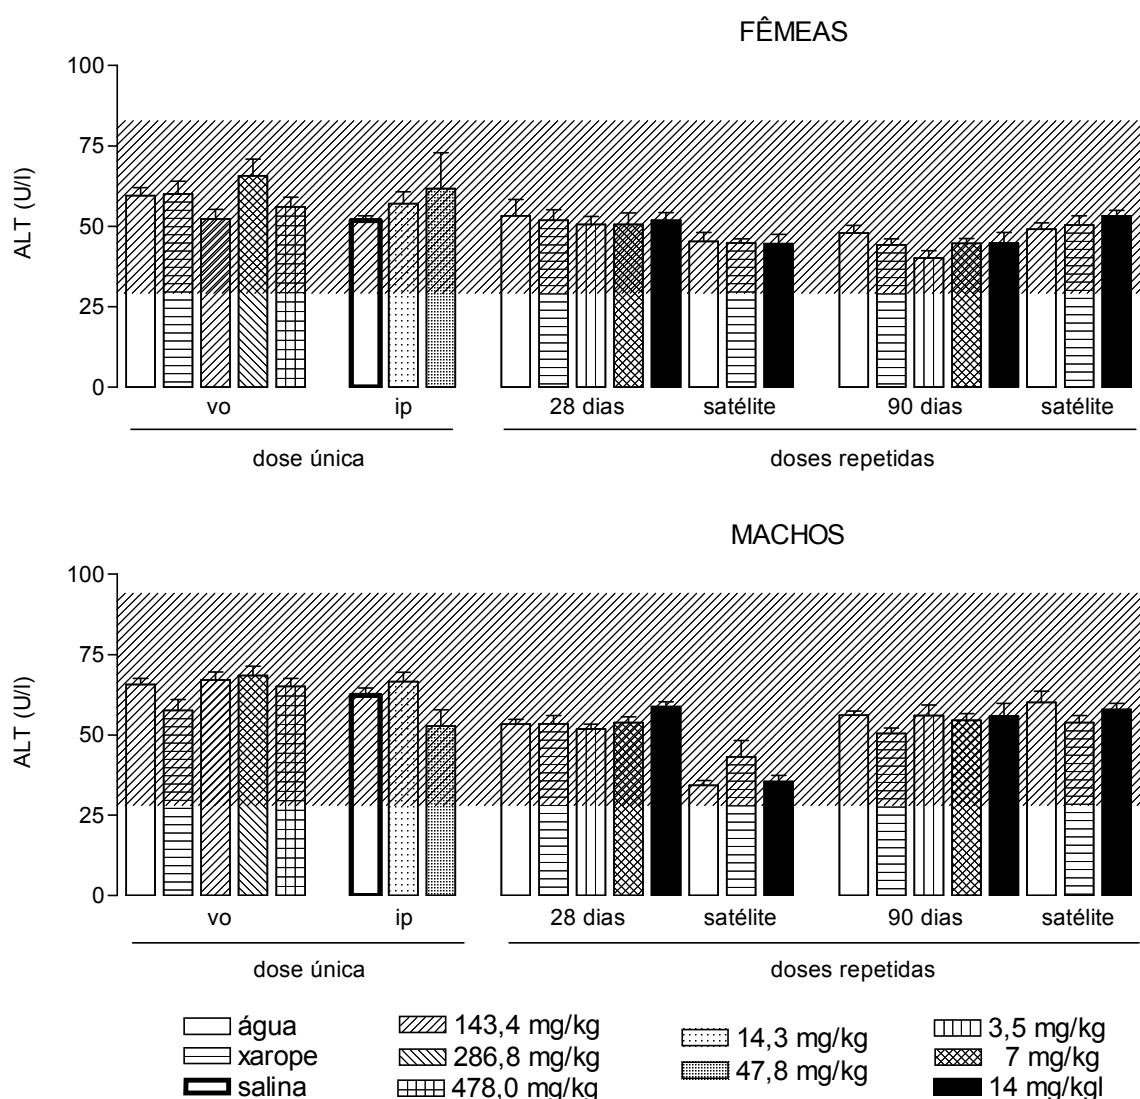 FÊMEAS
100
75
50
25
0
ALT (U/l)
vo
ip
28 dias
satélite
90 dias
satélite
dose única
doses repetidas
MACHOS
100
75
50
25
0
ALT (U/l)
vo
ip
28 dias
satélite
90 dias
satélite
dose única
doses repetidas
água
xarope
salina
143,4 mg/kg
286,8 mg/kg
478,0 mg/kg
14,3 mg/kg
47,8 mg/kg
3,5 mg/kg
7 mg/kg
14 mg/kgl